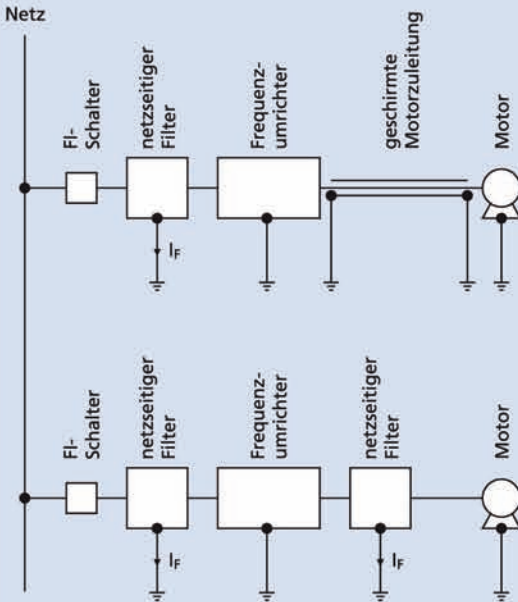 Netz
FI-
Schalter
netzseitiger
Filter
Frequenz-
umrichter
geschirmte
Motorzuleitung
Motor
IF
FI-
Schalter
netzseitiger
Filter
Frequenz-
umrichter
netzseitiger
Filter
Motor
IF
IF